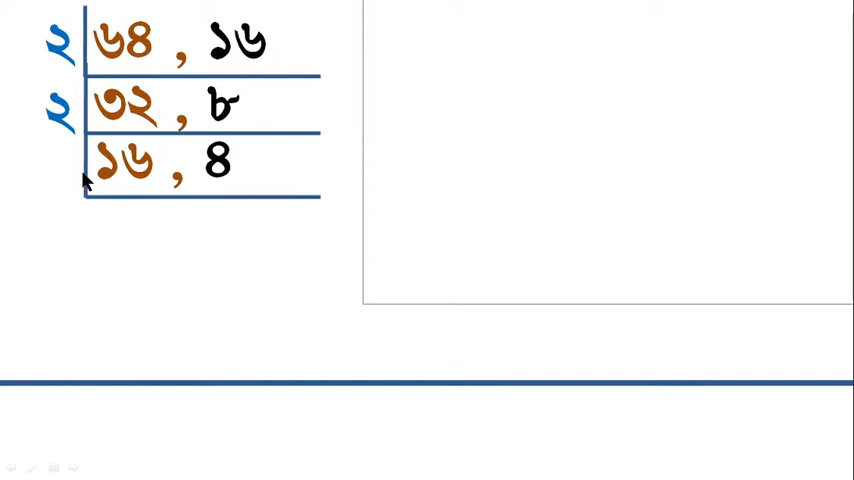 ২ ৬৪ , ১৬
২ ৩২ , ৮
১৬ , ৪